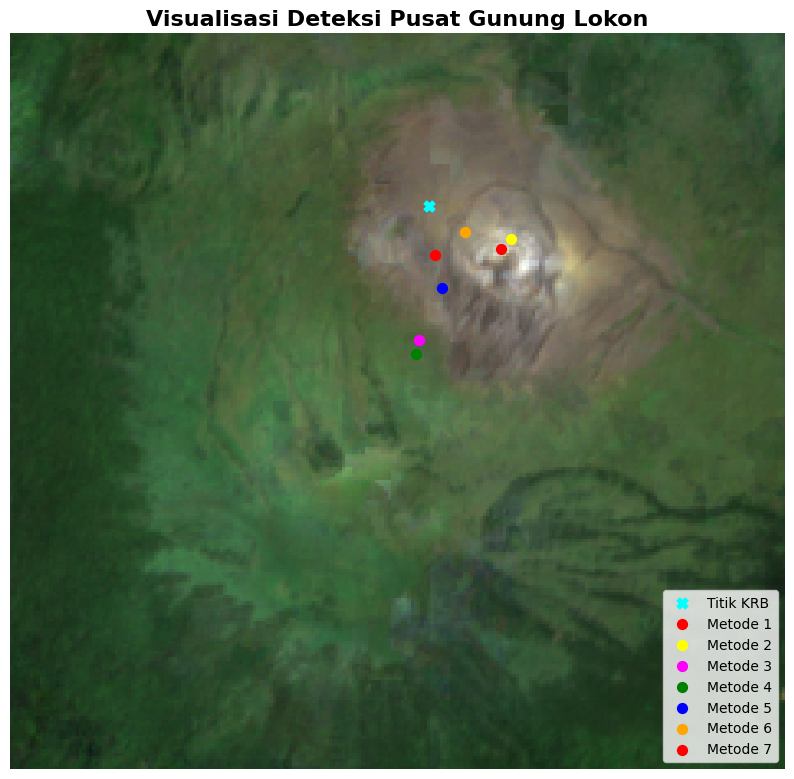 Visualisasi Deteksi Pusat Gunung Lokon
Titik KRB
Metode 1
Metode 2
Metode 3
Metode 4
Metode 5
Metode 6
Metode 7